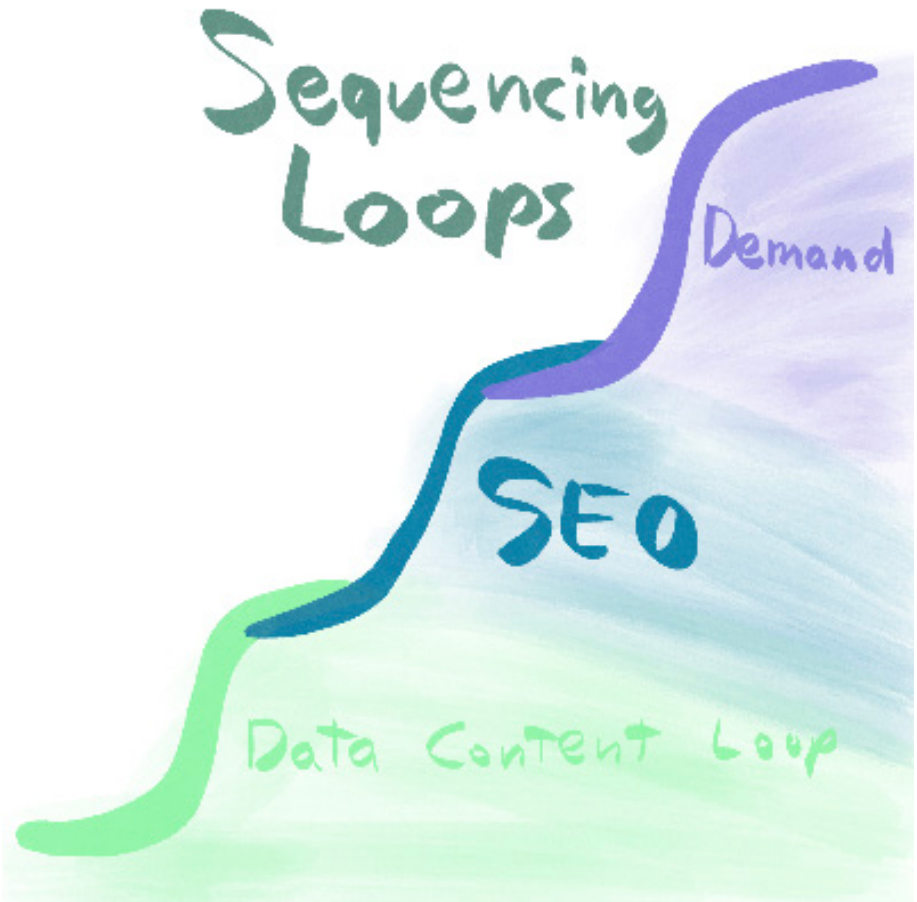 Sequencing
Loops
Demand
SEO
Data Content Loop